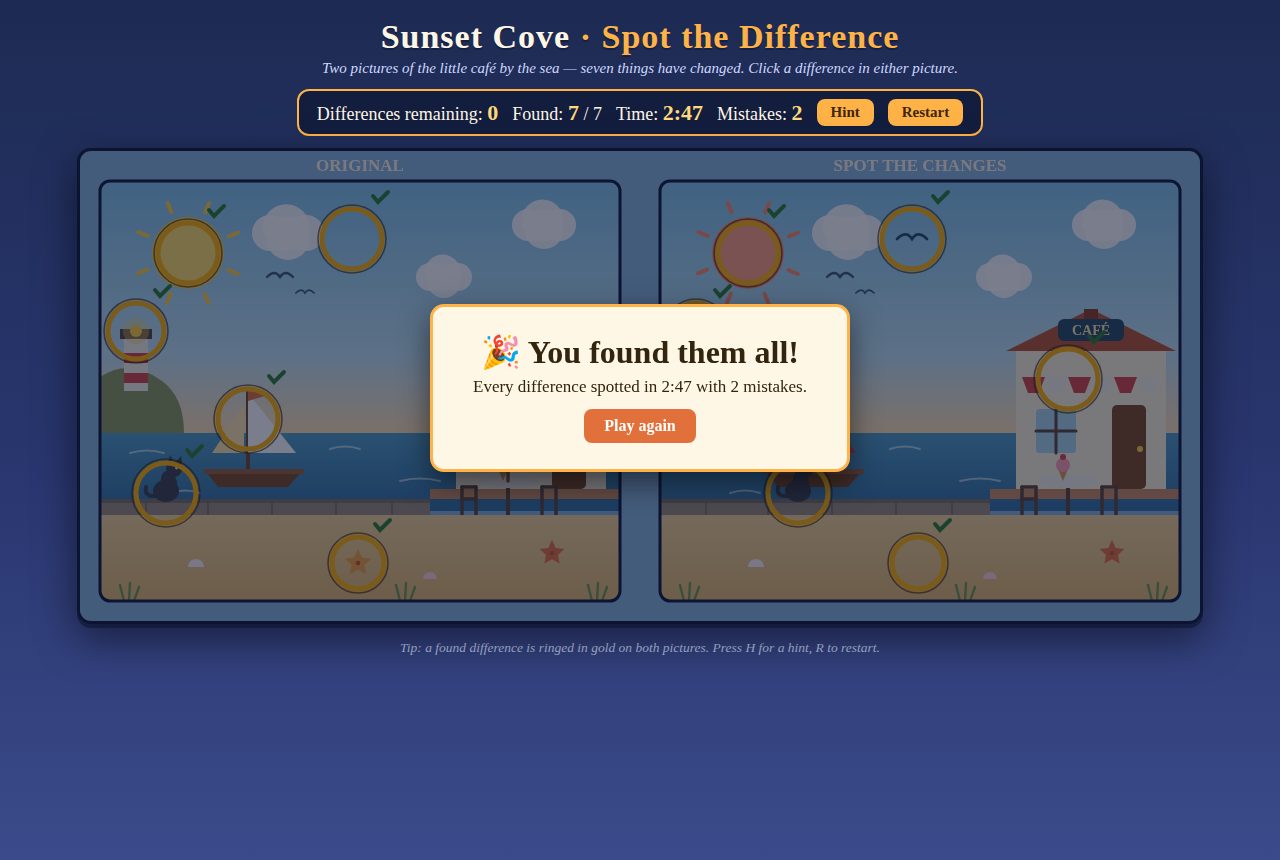 Sunset Cove · Spot the Difference
Two pictures of the little café by the sea — seven things have changed. Click a difference in either picture.
Differences remaining: 0 Found: 7 / 7 Time: 2:47 Mistakes: 2 Hint Restart
ORIGINAL SPOT THE CHANGES
CAFÉ
🎉 You found them all!
Every difference spotted in 2:47 with 2 mistakes.
Play again
Tip: a found difference is ringed in gold on both pictures. Press H for a hint, R to restart.